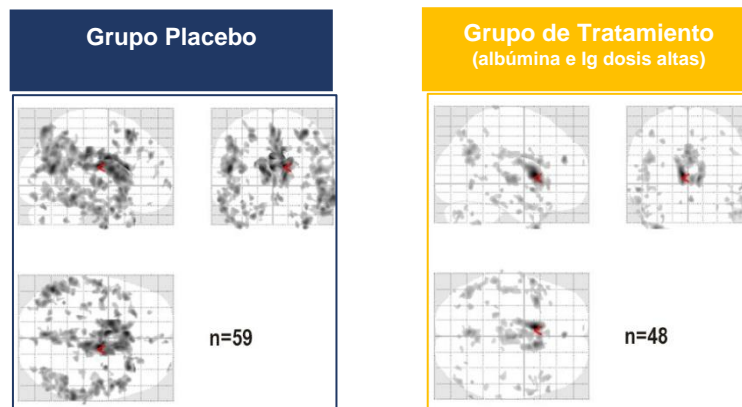 Grupo Placebo
Grupo de Tratamiento
(albúmina e Ig dosis altas)
n=59
n=48